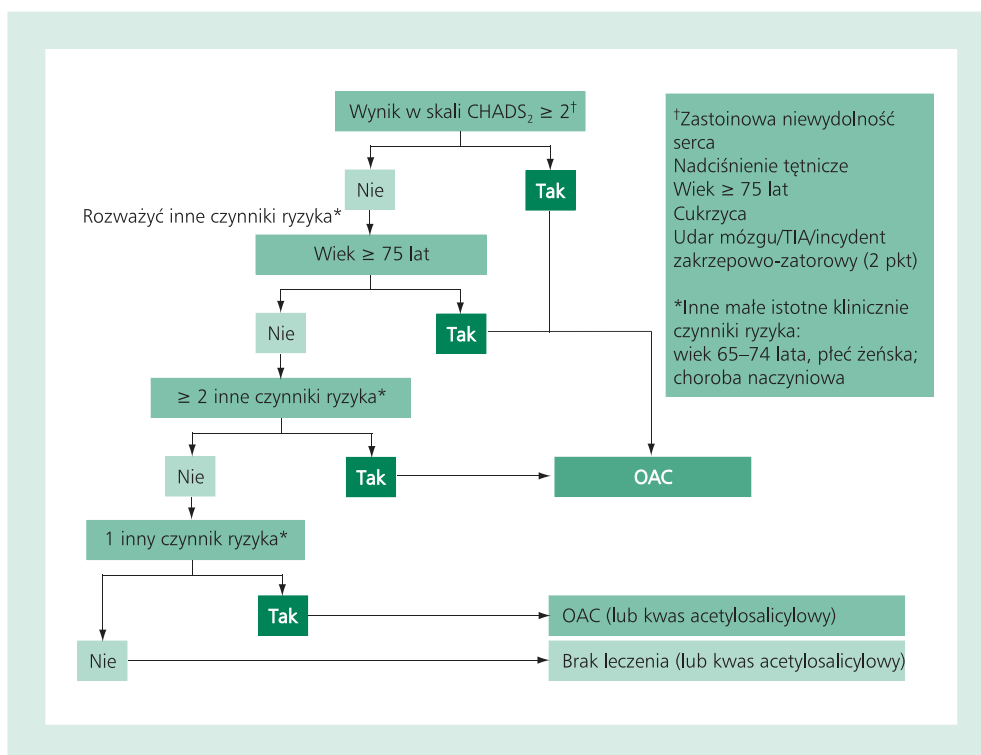 Wynik w skali CHADS₂ ≥ 2†
Nie
Tak
Rozważyć inne czynniki ryzyka*
Wiek ≥ 75 lat
Nie
Tak
≥ 2 inne czynniki ryzyka*
Nie
Tak
OAC
1 inny czynnik ryzyka*
Tak
OAC (lub kwas acetylosalicylowy)
Nie
Brak leczenia (lub kwas acetylosalicylowy)
†Zastoinowa niewydolność
serca
Nadciśnienie tętnicze
Wiek ≥ 75 lat
Cukrzyca
Udar mózgu/TIA/incydent
zakrzepowo-zatorowy (2 pkt)
*Inne małe istotne klinicznie
czynniki ryzyka:
wiek 65–74 lata, płeć żeńska;
choroba naczyniowa